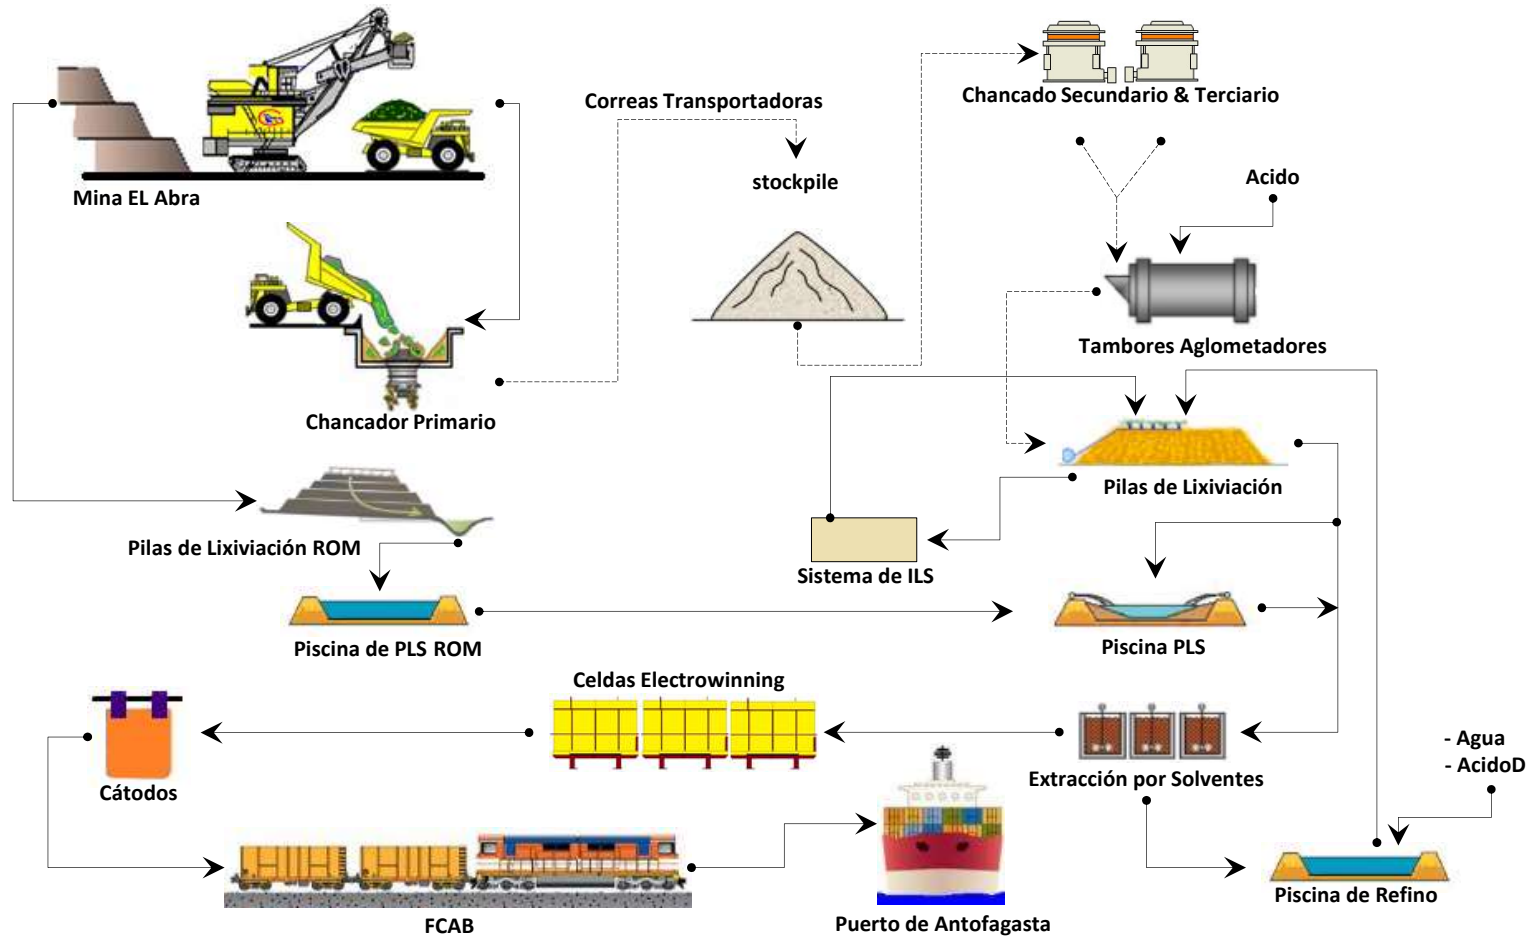 Chancado Secundario & Terciario
Correas Transportadoras
stockpile
Acido
Mina EL Abra
Tambores Aglometadores
Chancador Primario
Pilas de Lixiviación
Pilas de Lixiviación ROM
Sistema de ILS
Piscina de PLS ROM
Piscina PLS
Celdas Electrowinning
- Agua
- AcidoD
Extracción por Solventes
Cátodos
Piscina de Refino
FCAB
Puerto de Antofagasta